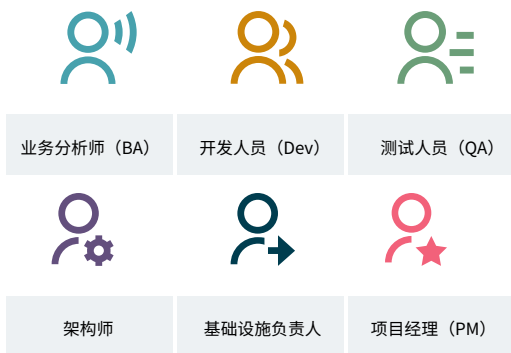 业务分析师（BA）
开发人员（Dev）
测试人员（QA）
架构师
基础设施负责人
项目经理（PM）